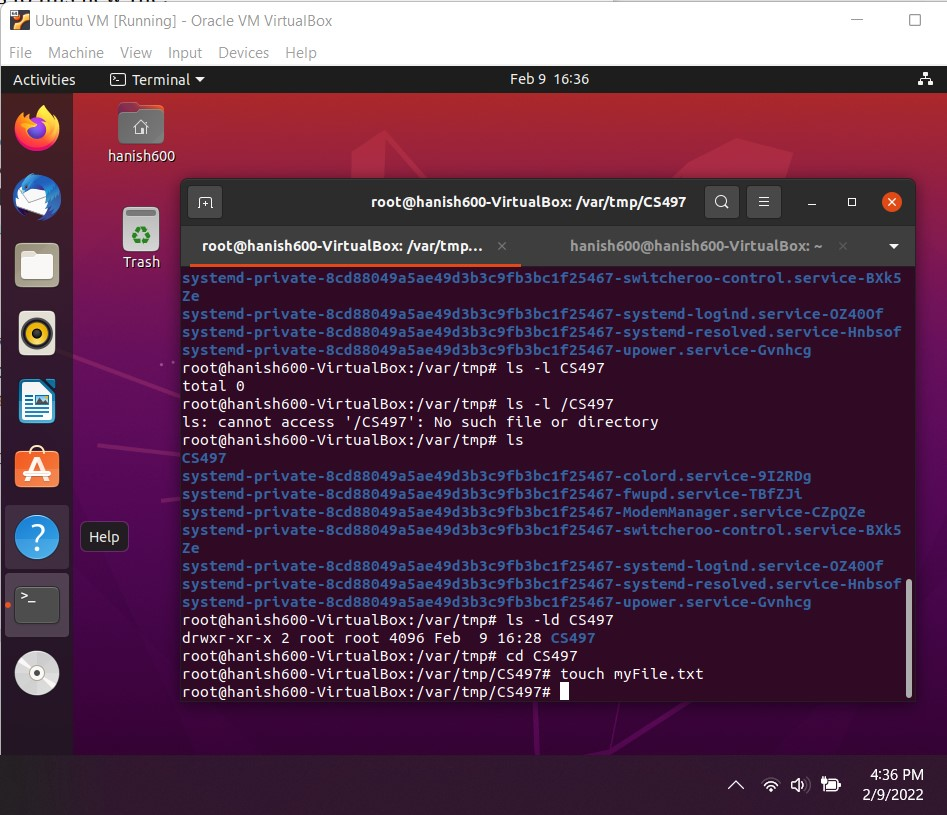 Ubuntu VM [Running] - Oracle VM VirtualBox
File Machine View Input Devices Help
Activities Terminal Feb 9 16:36
hanish600
Trash
Help
root@hanish600-VirtualBox: /var/tmp/CS497
root@hanish600-VirtualBox: /var/tmp... hanish600@hanish600-VirtualBox: ~
systemd-private-8cd88049a5ae49d3b3c9fb3bc1f25467-switcheroo-control.service-BXk5
Ze
systemd-private-8cd88049a5ae49d3b3c9fb3bc1f25467-systemd-logind.service-OZ40Of
systemd-private-8cd88049a5ae49d3b3c9fb3bc1f25467-systemd-resolved.service-Hnbsof
systemd-private-8cd88049a5ae49d3b3c9fb3bc1f25467-upower.service-Gvnhcg
root@hanish600-VirtualBox:/var/tmp# ls -l CS497
total 0
root@hanish600-VirtualBox:/var/tmp# ls -l /CS497
ls: cannot access '/CS497': No such file or directory
root@hanish600-VirtualBox:/var/tmp# ls
CS497
systemd-private-8cd88049a5ae49d3b3c9fb3bc1f25467-colord.service-9I2RDg
systemd-private-8cd88049a5ae49d3b3c9fb3bc1f25467-fwupd.service-TBfZJi
systemd-private-8cd88049a5ae49d3b3c9fb3bc1f25467-ModemManager.service-CZpQZe
systemd-private-8cd88049a5ae49d3b3c9fb3bc1f25467-switcheroo-control.service-BXk5
Ze
systemd-private-8cd88049a5ae49d3b3c9fb3bc1f25467-systemd-logind.service-OZ40Of
systemd-private-8cd88049a5ae49d3b3c9fb3bc1f25467-systemd-resolved.service-Hnbsof
systemd-private-8cd88049a5ae49d3b3c9fb3bc1f25467-upower.service-Gvnhcg
root@hanish600-VirtualBox:/var/tmp# ls -ld CS497
drwxr-xr-x 2 root root 4096 Feb  9 16:28 CS497
root@hanish600-VirtualBox:/var/tmp# cd CS497
root@hanish600-VirtualBox:/var/tmp/CS497# touch myFile.txt
root@hanish600-VirtualBox:/var/tmp/CS497#
4:36 PM
2/9/2022